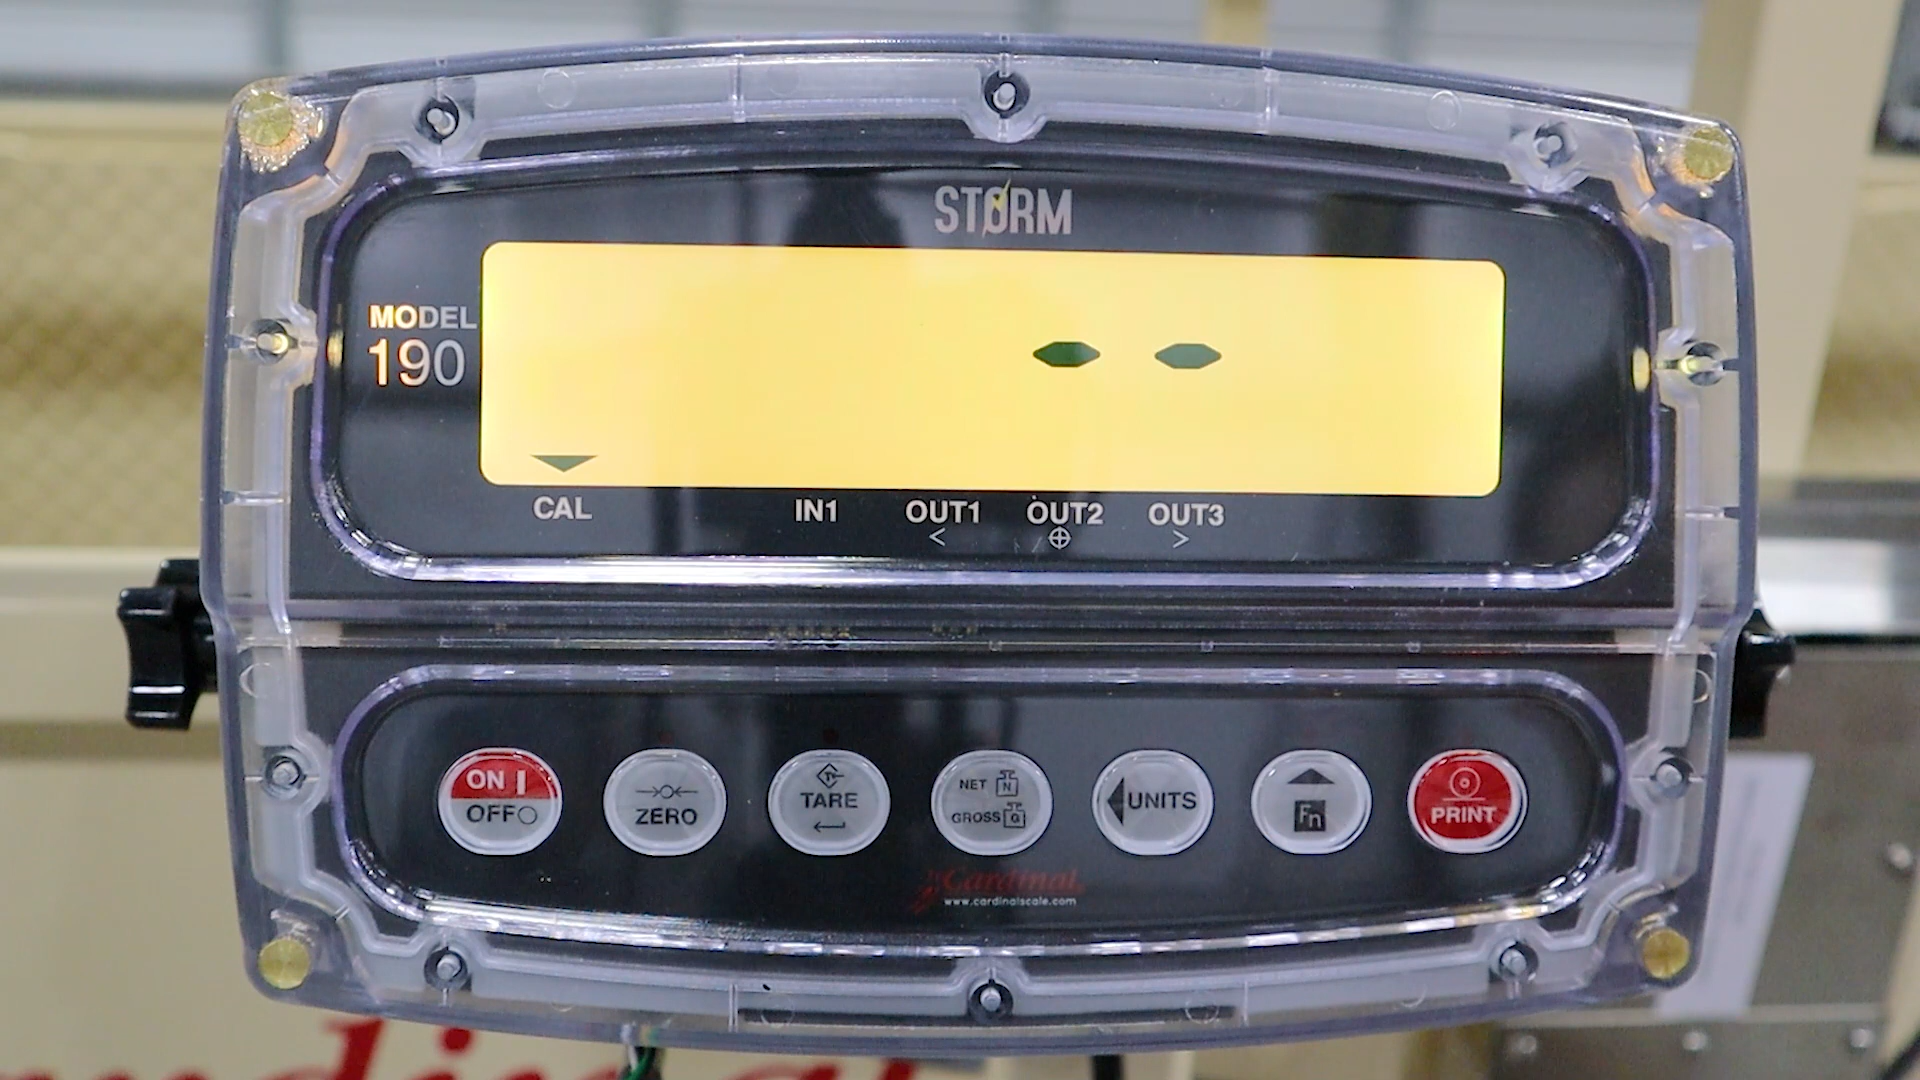 STORM
MODEL
190
- -
CAL IN1 OUT1 OUT2 OUT3
< >
ON I
OFF
ZERO
T
TARE
NET N
GROSS G
UNITS
Fn
PRINT
Cardinal
www.cardinalscale.com